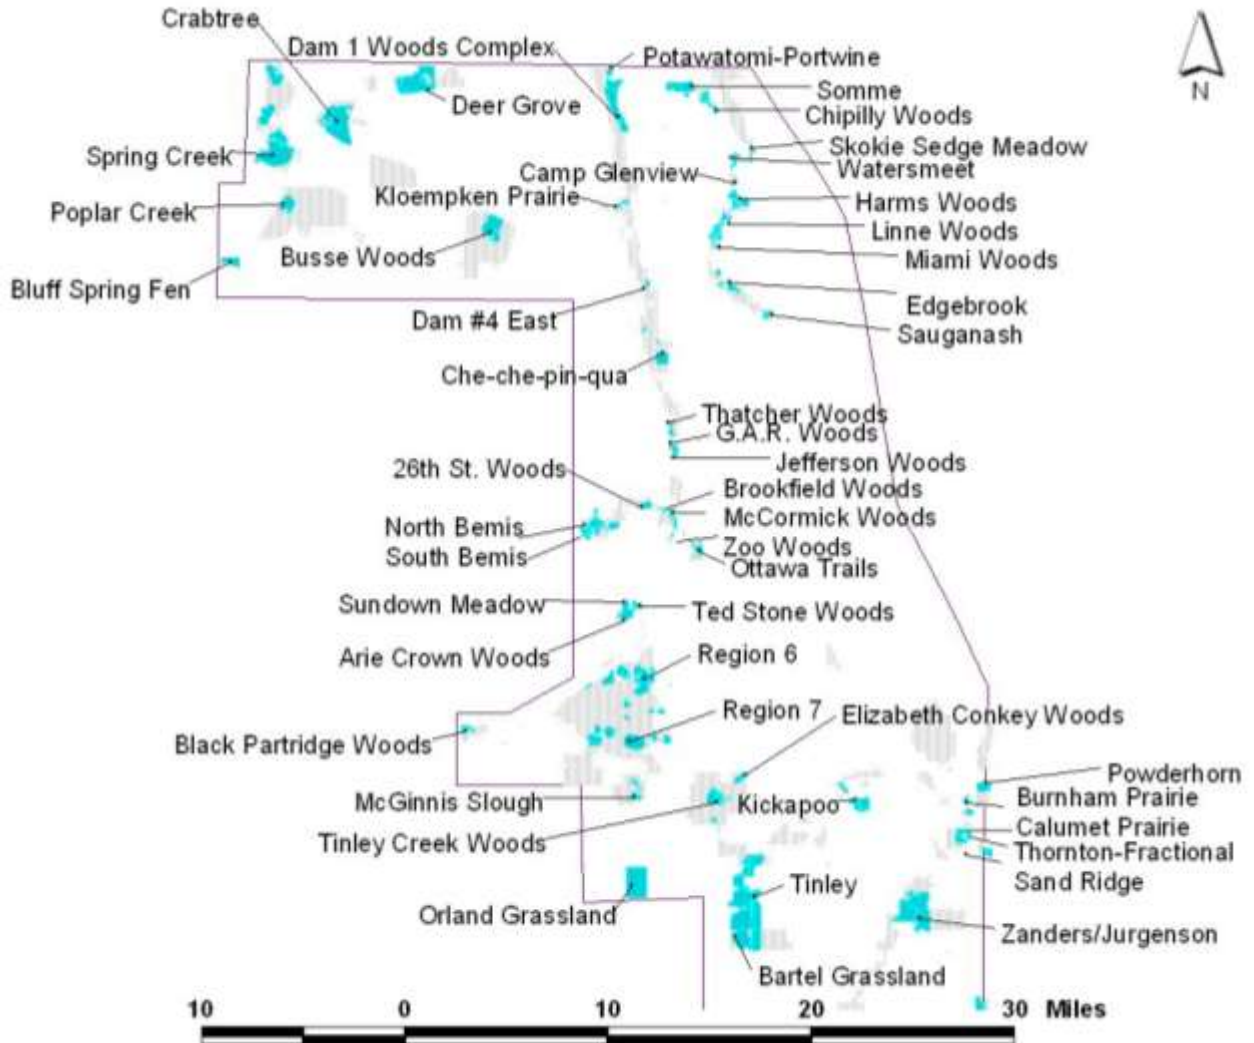 Crabtree
Dam 1 Woods Complex
Potawatomi-Portwine
N
Deer Grove
Somme
Chipilly Woods
Spring Creek
Skokie Sedge Meadow
Watersmeet
Camp Glenview
Kloempken Prairie
Harms Woods
Poplar Creek
Linne Woods
Busse Woods
Miami Woods
Bluff Spring Fen
Edgebrook
Dam #4 East
Sauganash
Che-che-pin-qua
Thatcher Woods
G.A.R. Woods
Jefferson Woods
26th St. Woods
Brookfield Woods
North Bemis
McCormick Woods
South Bemis
Zoo Woods
Ottawa Trails
Sundown Meadow
Ted Stone Woods
Arie Crown Woods
Region 6
Region 7
Elizabeth Conkey Woods
Black Partridge Woods
Powderhorn
McGinnis Slough
Kickapoo
Burnham Prairie
Tinley Creek Woods
Calumet Prairie
Thornton-Fractional
Sand Ridge
Tinley
Orland Grassland
Zanders/Jurgenson
Bartel Grassland
10 0 10 20 30 Miles